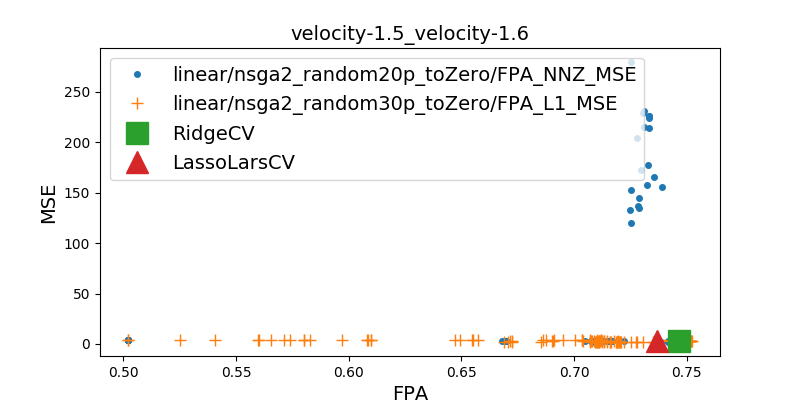 velocity-1.5_velocity-1.6
linear/nsga2_random20p_toZero/FPA_NNZ_MSE
linear/nsga2_random30p_toZero/FPA_L1_MSE
RidgeCV
LassoLarsCV
MSE
250
200
150
100
50
0
0.50 0.55 0.60 0.65 0.70 0.75
FPA